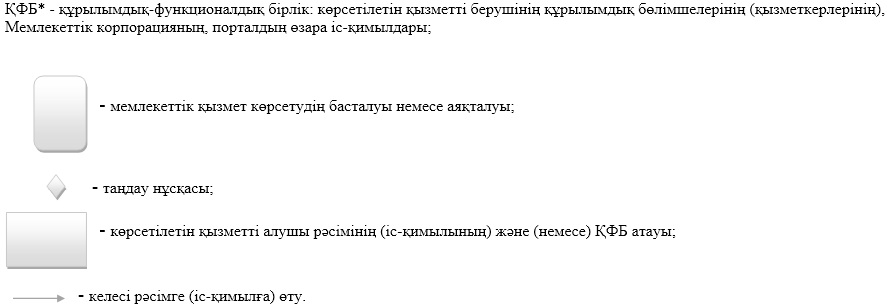 ҚФБ* - құрылымдық-функционалдық бірлік: көрсетілетін қызметті берушінің құрылымдық бөлімшелерінің (қызметкерлерінің),
Мемлекеттік корпорацияның, порталдың өзара іс-қимылдары;
- мемлекеттік қызмет көрсетудің басталуы немесе аяқталуы;
- таңдау нұсқасы;
- көрсетілетін қызметті алушы рәсімінің (іс-қимылының) және (немесе) ҚФБ атауы;
- келесі рәсімге (іс-қимылға) өту.